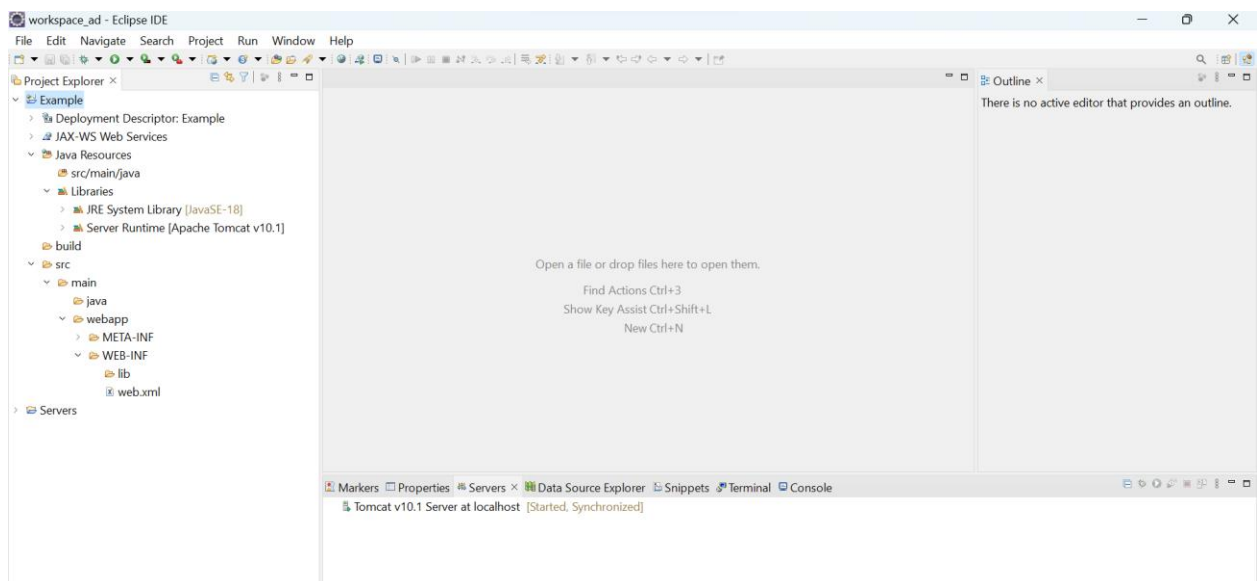 workspace_ad - Eclipse IDE
File Edit Navigate Search Project Run Window Help
Project Explorer
Example
Deployment Descriptor: Example
JAX-WS Web Services
Java Resources
src/main/java
Libraries
JRE System Library [JavaSE-18]
Server Runtime [Apache Tomcat v10.1]
build
src
main
java
webapp
META-INF
WEB-INF
lib
web.xml
Servers
Open a file or drop files here to open them.
Find Actions Ctrl+3
Show Key Assist Ctrl+Shift+L
New Ctrl+N
Outline
There is no active editor that provides an outline.
Markers Properties Servers Data Source Explorer Snippets Terminal Console
Tomcat v10.1 Server at localhost [Started, Synchronized]